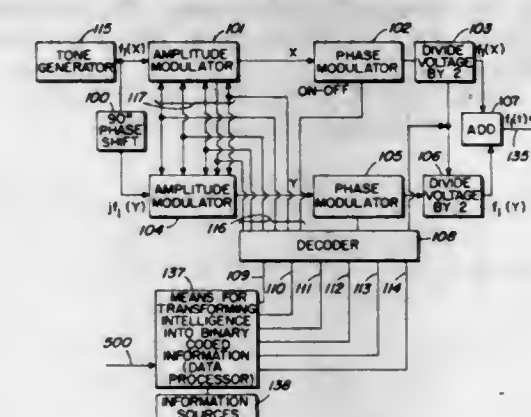 115
101
102
103
TONE
GENERATOR
f₁(X)
AMPLITUDE
MODULATOR
X
PHASE
MODULATOR
DIVIDE
VOLTAGE
BY 2
f₁(X)
117
ON-OFF
107
100
90°
PHASE
SHIFT
ADD
135
105
106
jf₁(Y)
AMPLITUDE
MODULATOR
Y
PHASE
MODULATOR
DIVIDE
VOLTAGE
BY 2
f₁(Y)
104
116
DECODER
108
137
109
110
111
112
113
114
MEANS FOR
TRANSFORMING
INTELLIGENCE
INTO BINARY
CODED
INFORMATION
(DATA
PROCESSOR)
500
INFORMATION
SOURCES
138